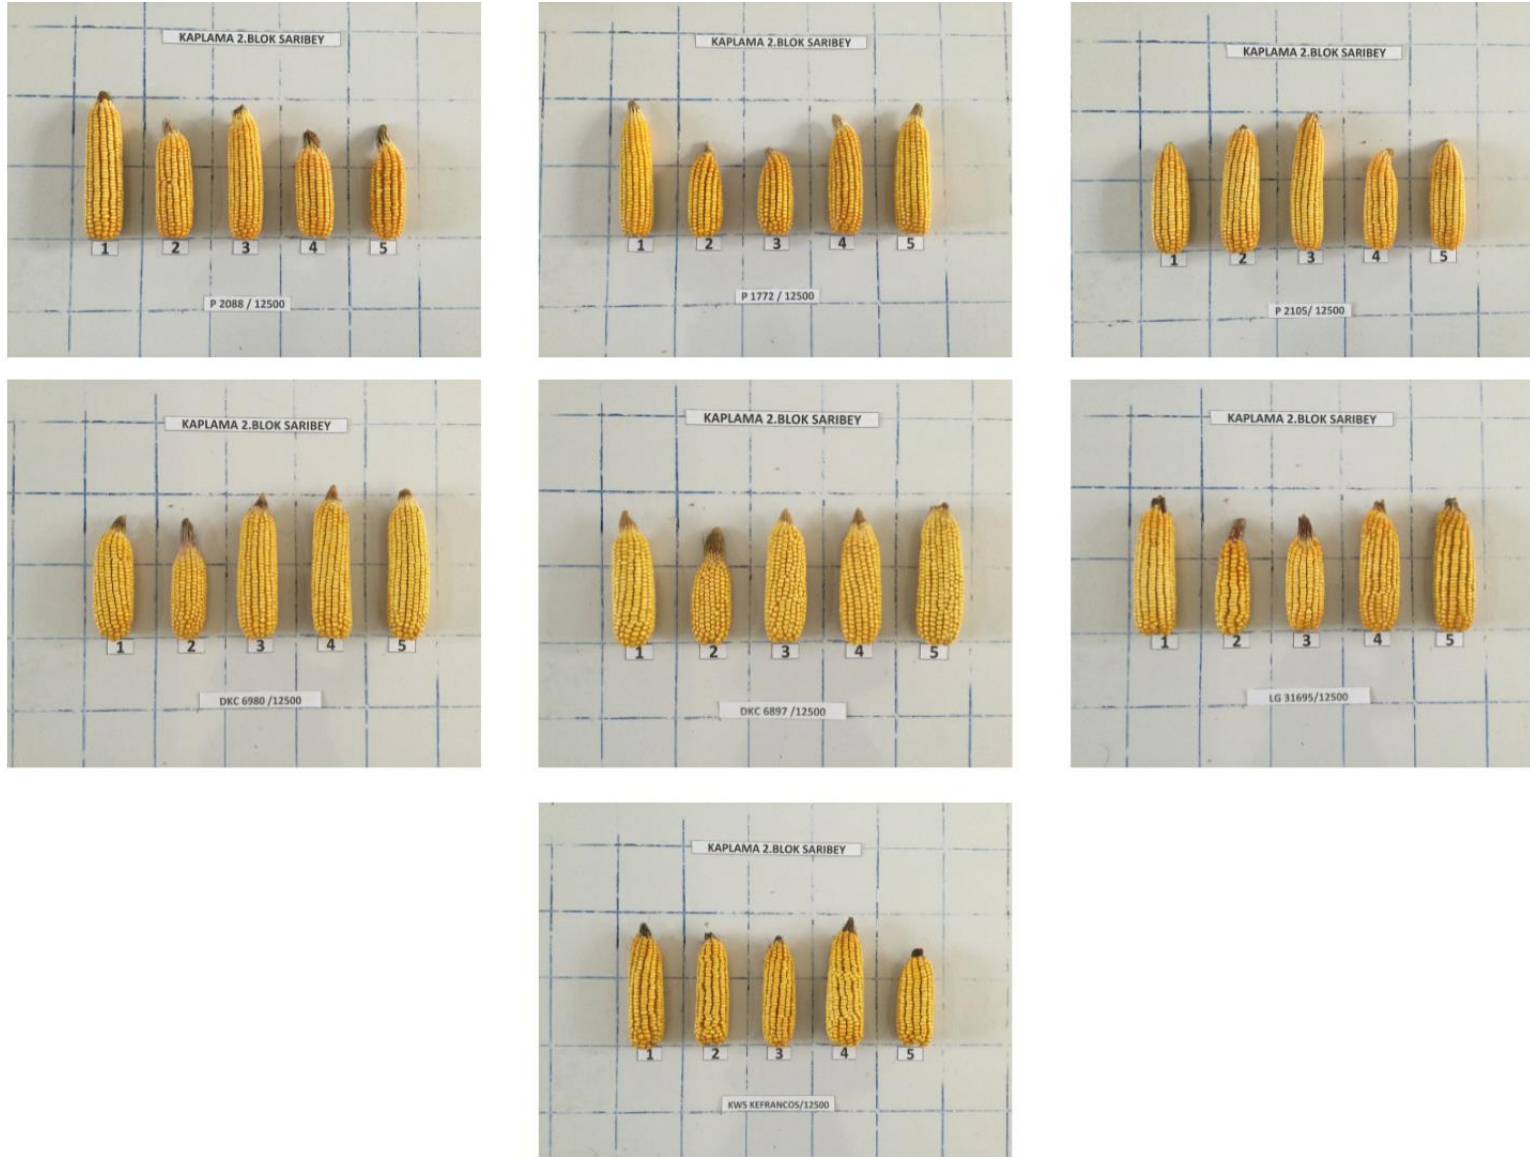 KAPLAMA 2.BLOK SARIBEY
1 2 3 4 5
P 2088 / 12500
KAPLAMA 2.BLOK SARIBEY
1 2 3 4 5
P 1772 / 12500
KAPLAMA 2.BLOK SARIBEY
1 2 3 4 5
P 2105/ 12500
KAPLAMA 2.BLOK SARIBEY
1 2 3 4 5
DKC 6980 /12500
KAPLAMA 2.BLOK SARIBEY
1 2 3 4 5
DKC 6897 /12500
KAPLAMA 2.BLOK SARIBEY
1 2 3 4 5
LG 31695/12500
KAPLAMA 2.BLOK SARIBEY
1 2 3 4 5
KWS KEFRANCOS/12500